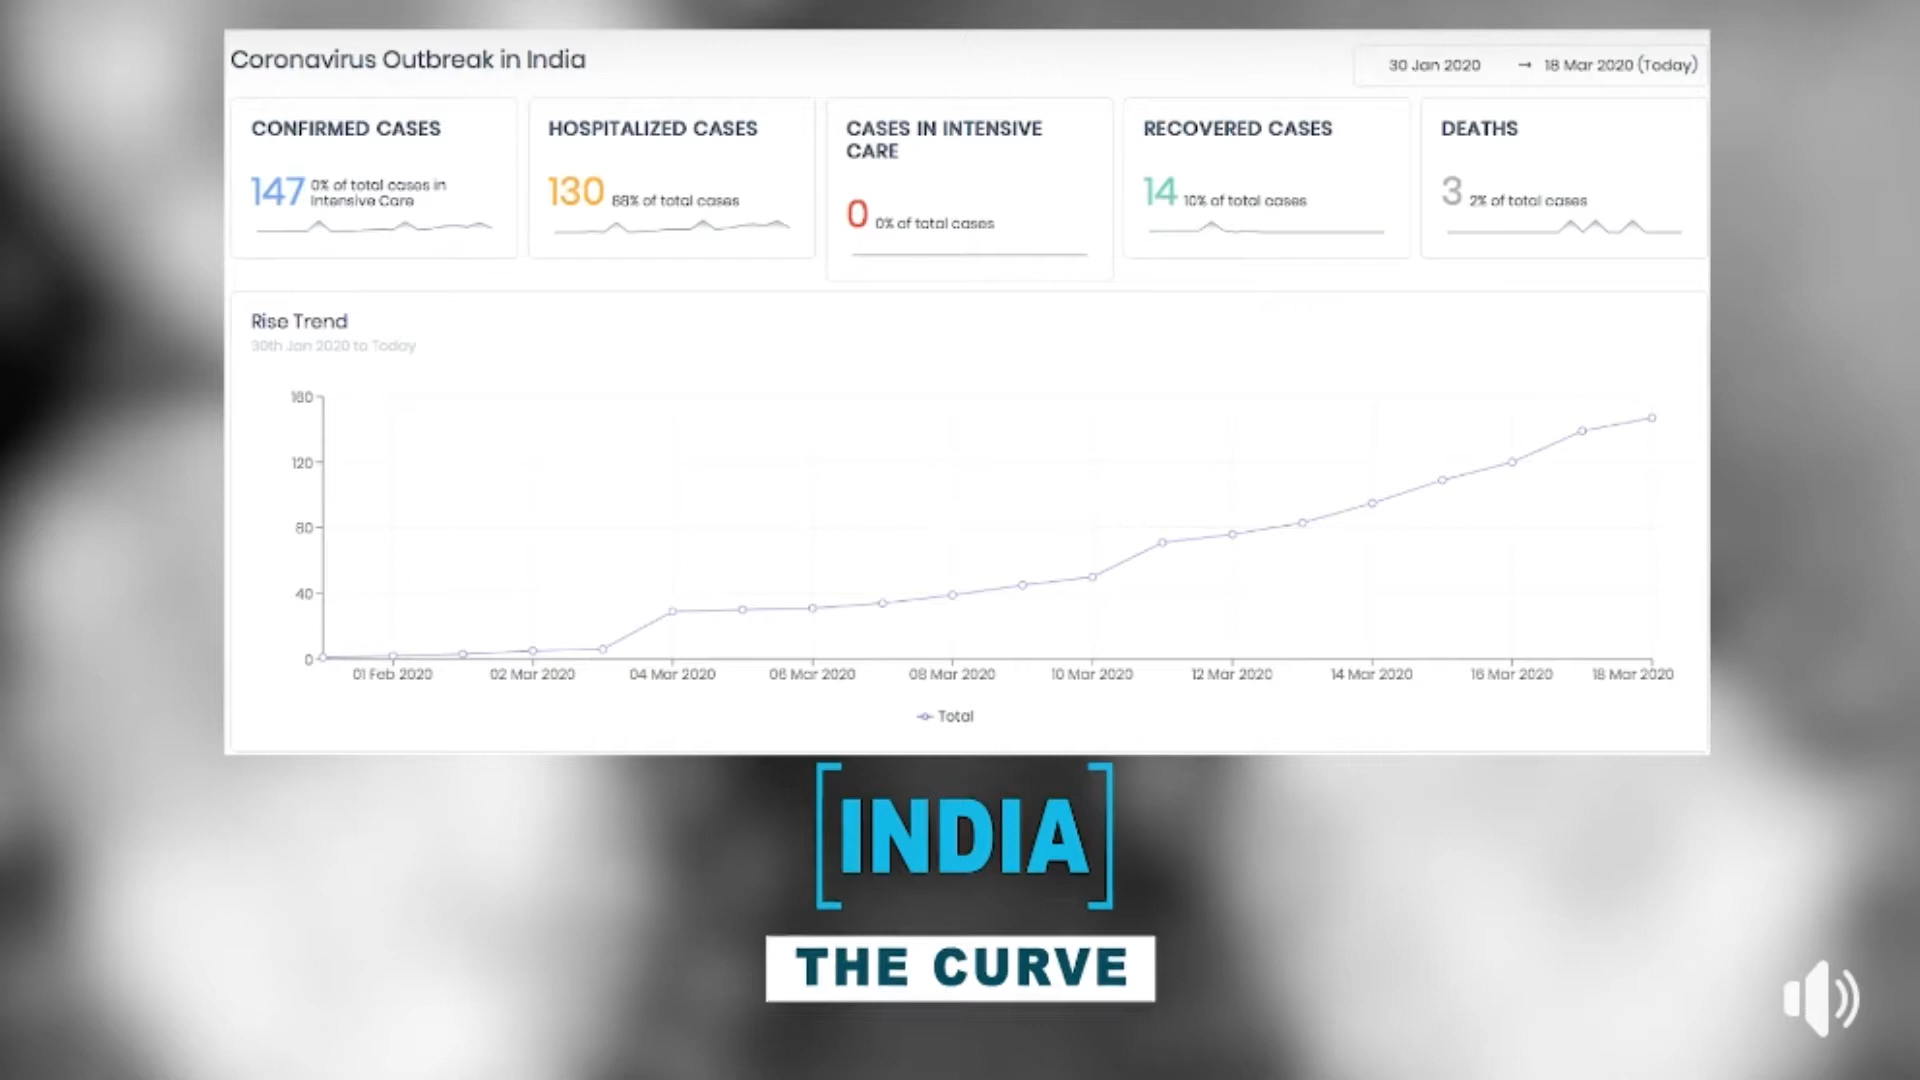 Coronavirus Outbreak in India
30 Jan 2020 → 18 Mar 2020 (Today)
CONFIRMED CASES
147 0% of total cases in
Intensive Care
HOSPITALIZED CASES
130 88% of total cases
CASES IN INTENSIVE
CARE
0 0% of total cases
RECOVERED CASES
14 10% of total cases
DEATHS
3 2% of total cases
Rise Trend
30th Jan 2020 to Today
160
120
80
40
0
01 Feb 2020 02 Mar 2020 04 Mar 2020 06 Mar 2020 08 Mar 2020 10 Mar 2020 12 Mar 2020 14 Mar 2020 16 Mar 2020 18 Mar 2020
Total
[INDIA]
THE CURVE